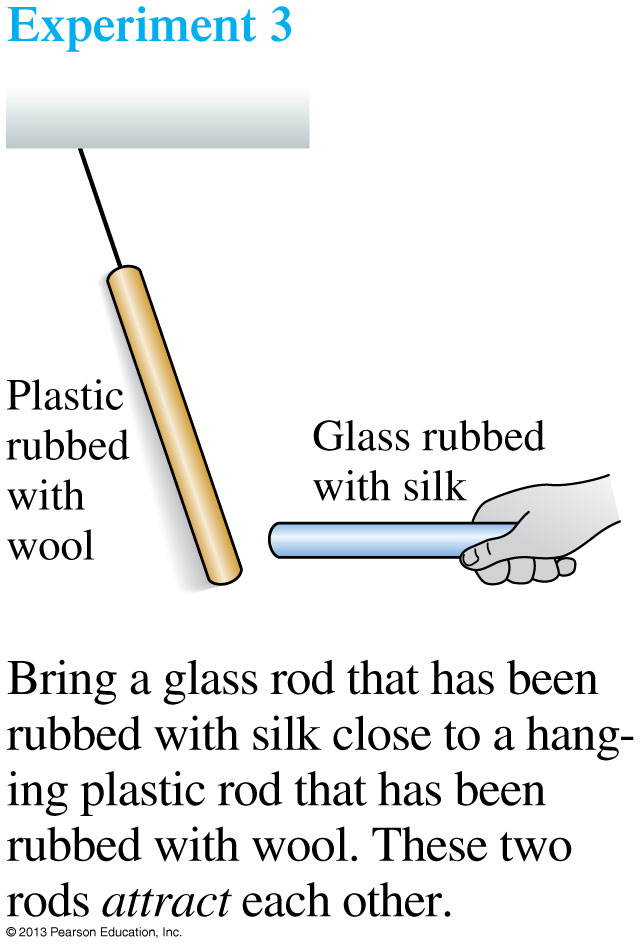 Experiment 3
Plastic
rubbed
with
wool
Glass rubbed
with silk
Bring a glass rod that has been
rubbed with silk close to a hang-
ing plastic rod that has been
rubbed with wool. These two
rods attract each other.
© 2013 Pearson Education, Inc.